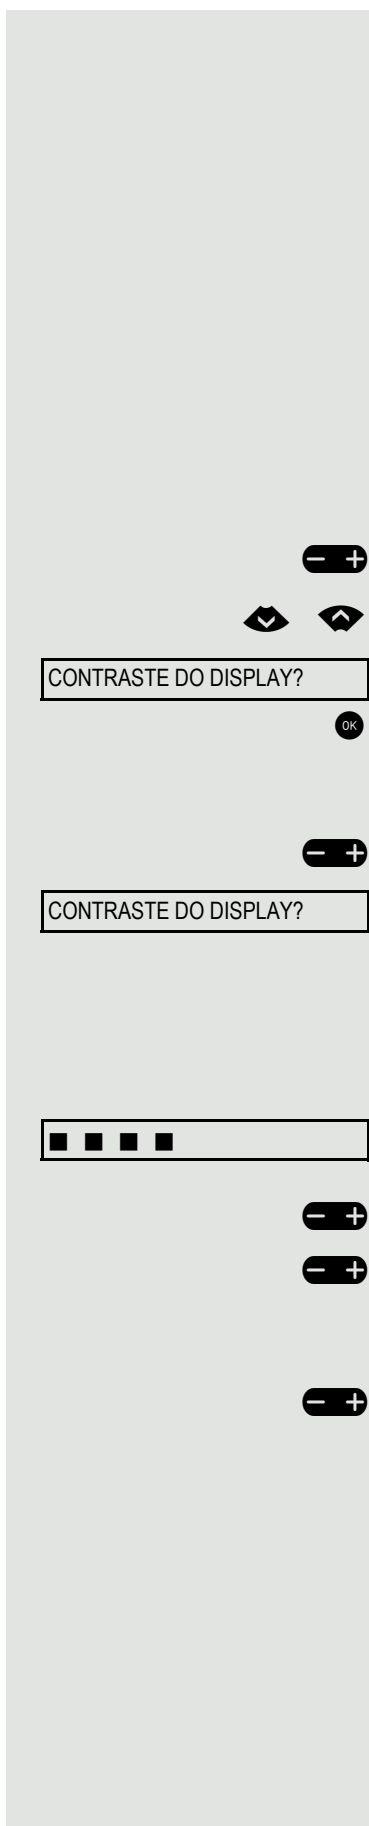 − +
CONTRASTE DO DISPLAY?
OK
− +
CONTRASTE DO DISPLAY?
■ ■ ■ ■
− +
− +
− +